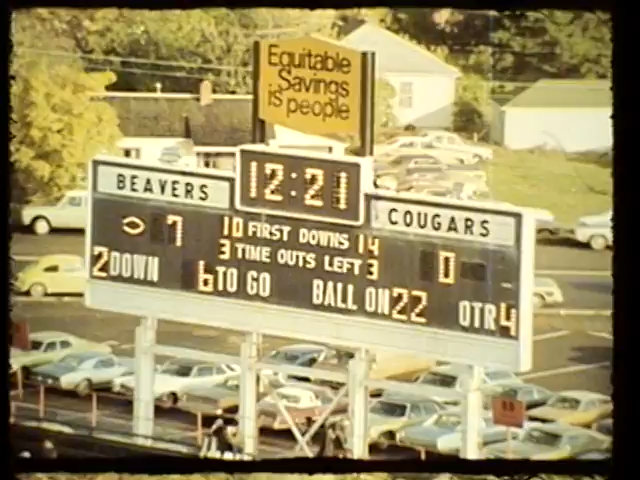 Equitable
Savings
is people
12:21
BEAVERS
COUGARS
7 10 FIRST DOWNS 14 0
3 TIME OUTS LEFT 3
2 DOWN 6 TO GO BALL ON 22 QTR 4